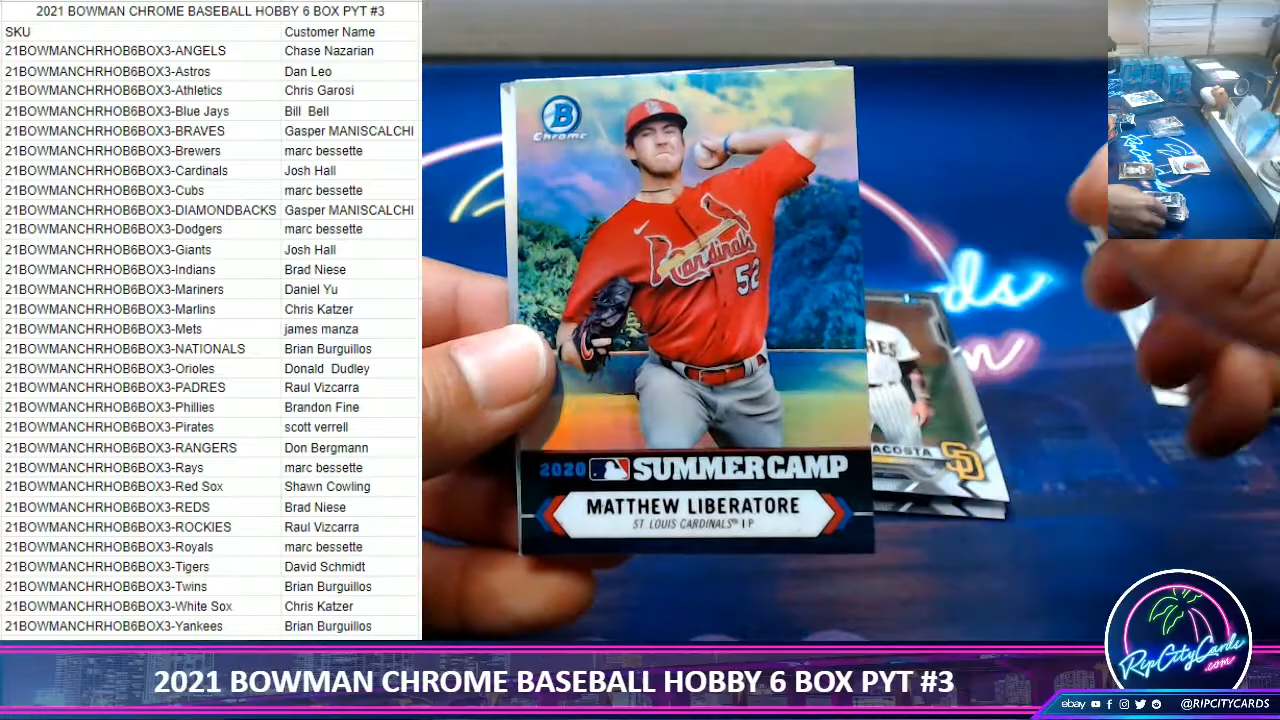 2021 BOWMAN CHROME BASEBALL HOBBY 6 BOX PYT #3
SKU Customer Name
21BOWMANCHRHOB6BOX3-ANGELS Chase Nazarian
21BOWMANCHRHOB6BOX3-Astros Dan Leo
21BOWMANCHRHOB6BOX3-Athletics Chris Garosi
21BOWMANCHRHOB6BOX3-Blue Jays Bill Bell
21BOWMANCHRHOB6BOX3-BRAVES Gasper MANISCALCHI
21BOWMANCHRHOB6BOX3-Brewers marc bessette
21BOWMANCHRHOB6BOX3-Cardinals Josh Hall
21BOWMANCHRHOB6BOX3-Cubs marc bessette
21BOWMANCHRHOB6BOX3-DIAMONDBACKS Gasper MANISCALCHI
21BOWMANCHRHOB6BOX3-Dodgers marc bessette
21BOWMANCHRHOB6BOX3-Giants Josh Hall
21BOWMANCHRHOB6BOX3-Indians Brad Niese
21BOWMANCHRHOB6BOX3-Mariners Daniel Yu
21BOWMANCHRHOB6BOX3-Marlins Chris Katzer
21BOWMANCHRHOB6BOX3-Mets james manza
21BOWMANCHRHOB6BOX3-NATIONALS Brian Burguillos
21BOWMANCHRHOB6BOX3-Orioles Donald Dudley
21BOWMANCHRHOB6BOX3-PADRES Raul Vizcarra
21BOWMANCHRHOB6BOX3-Phillies Brandon Fine
21BOWMANCHRHOB6BOX3-Pirates scott verrell
21BOWMANCHRHOB6BOX3-RANGERS Don Bergmann
21BOWMANCHRHOB6BOX3-Rays marc bessette
21BOWMANCHRHOB6BOX3-Red Sox Shawn Cowling
21BOWMANCHRHOB6BOX3-REDS Brad Niese
21BOWMANCHRHOB6BOX3-ROCKIES Raul Vizcarra
21BOWMANCHRHOB6BOX3-Royals marc bessette
21BOWMANCHRHOB6BOX3-Tigers David Schmidt
21BOWMANCHRHOB6BOX3-Twins Brian Burguillos
21BOWMANCHRHOB6BOX3-White Sox Chris Katzer
21BOWMANCHRHOB6BOX3-Yankees Brian Burguillos
B
Chrome
Cardinals
52
2020 SUMMER CAMP
MATTHEW LIBERATORE
ST. LOUIS CARDINALS® | P
RES
ACOSTA
SD
ds
n
RipCityCards
.com
2021 BOWMAN CHROME BASEBALL HOBBY 6 BOX PYT #3
ebay @RIPCITYCARDS